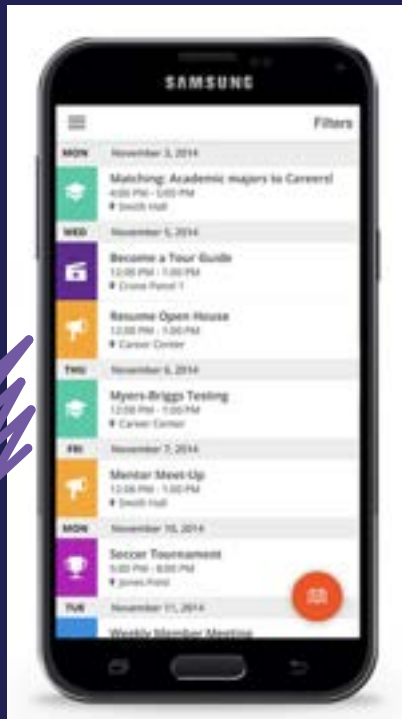 SAMSUNG
Filters
MON November 3, 2014
Matching: Academic majors to Careers!
4:00 PM - 5:00 PM
Smith Hall
WED November 5, 2014
Become a Tour Guide
12:00 PM - 1:00 PM
Crane Panel 1
Resume Open House
12:00 PM - 1:00 PM
Career Center
THU November 6, 2014
Myers-Briggs Testing
12:00 PM - 1:00 PM
Career Center
FRI November 7, 2014
Mentor Meet-Up
12:00 PM - 1:00 PM
Smith Hall
MON November 10, 2014
Soccer Tournament
5:00 PM - 8:00 PM
Jones Field
TUE November 11, 2014
Weekly Member Meeting